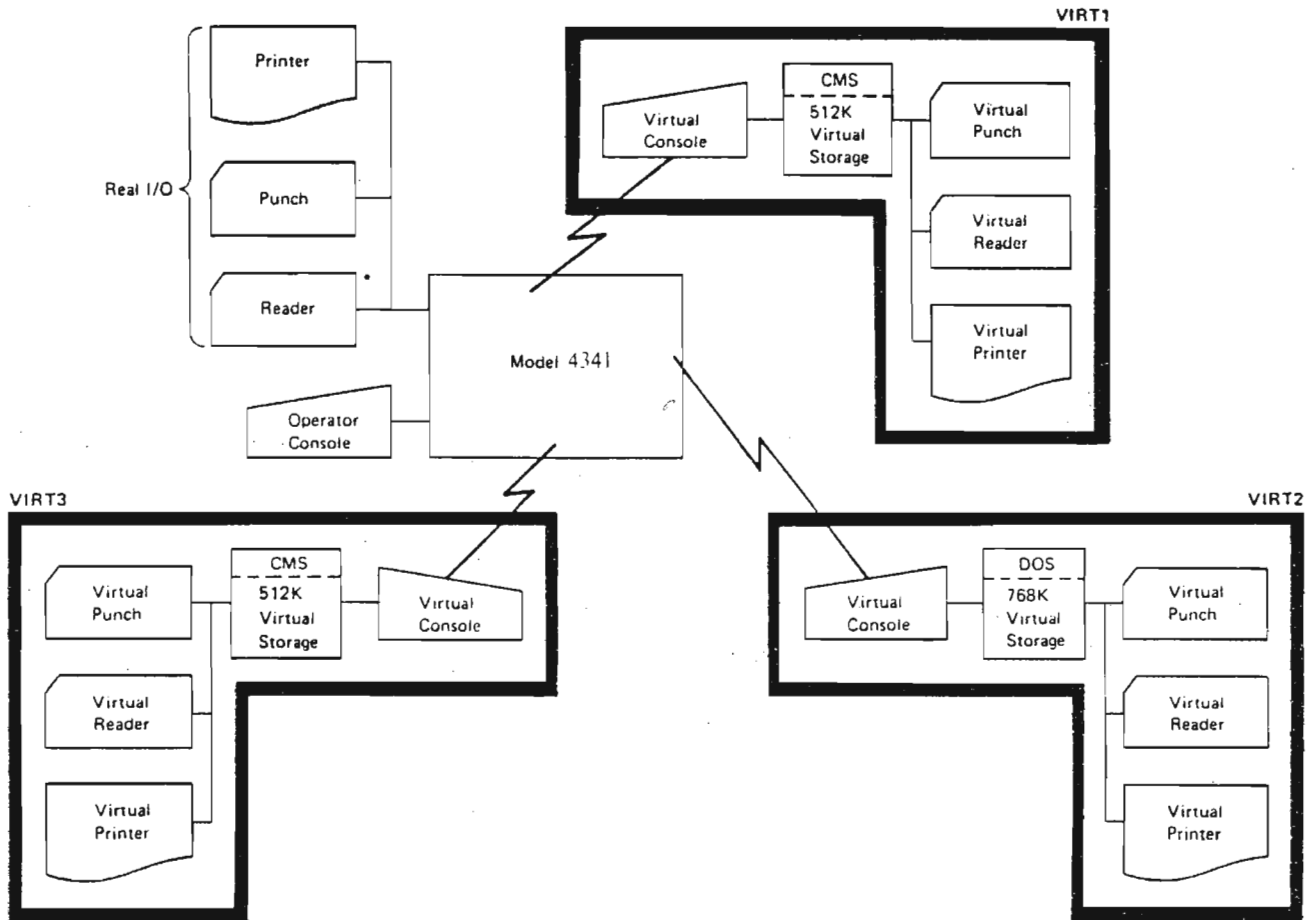 VIRT1
Printer
Punch
Reader
Real I/O
Operator
Console
Model 4341
Virtual
Console
CMS
512K
Virtual
Storage
Virtual
Punch
Virtual
Reader
Virtual
Printer
VIRT3
Virtual
Punch
Virtual
Reader
Virtual
Printer
CMS
512K
Virtual
Storage
Virtual
Console
VIRT2
Virtual
Console
DOS
768K
Virtual
Storage
Virtual
Punch
Virtual
Reader
Virtual
Printer